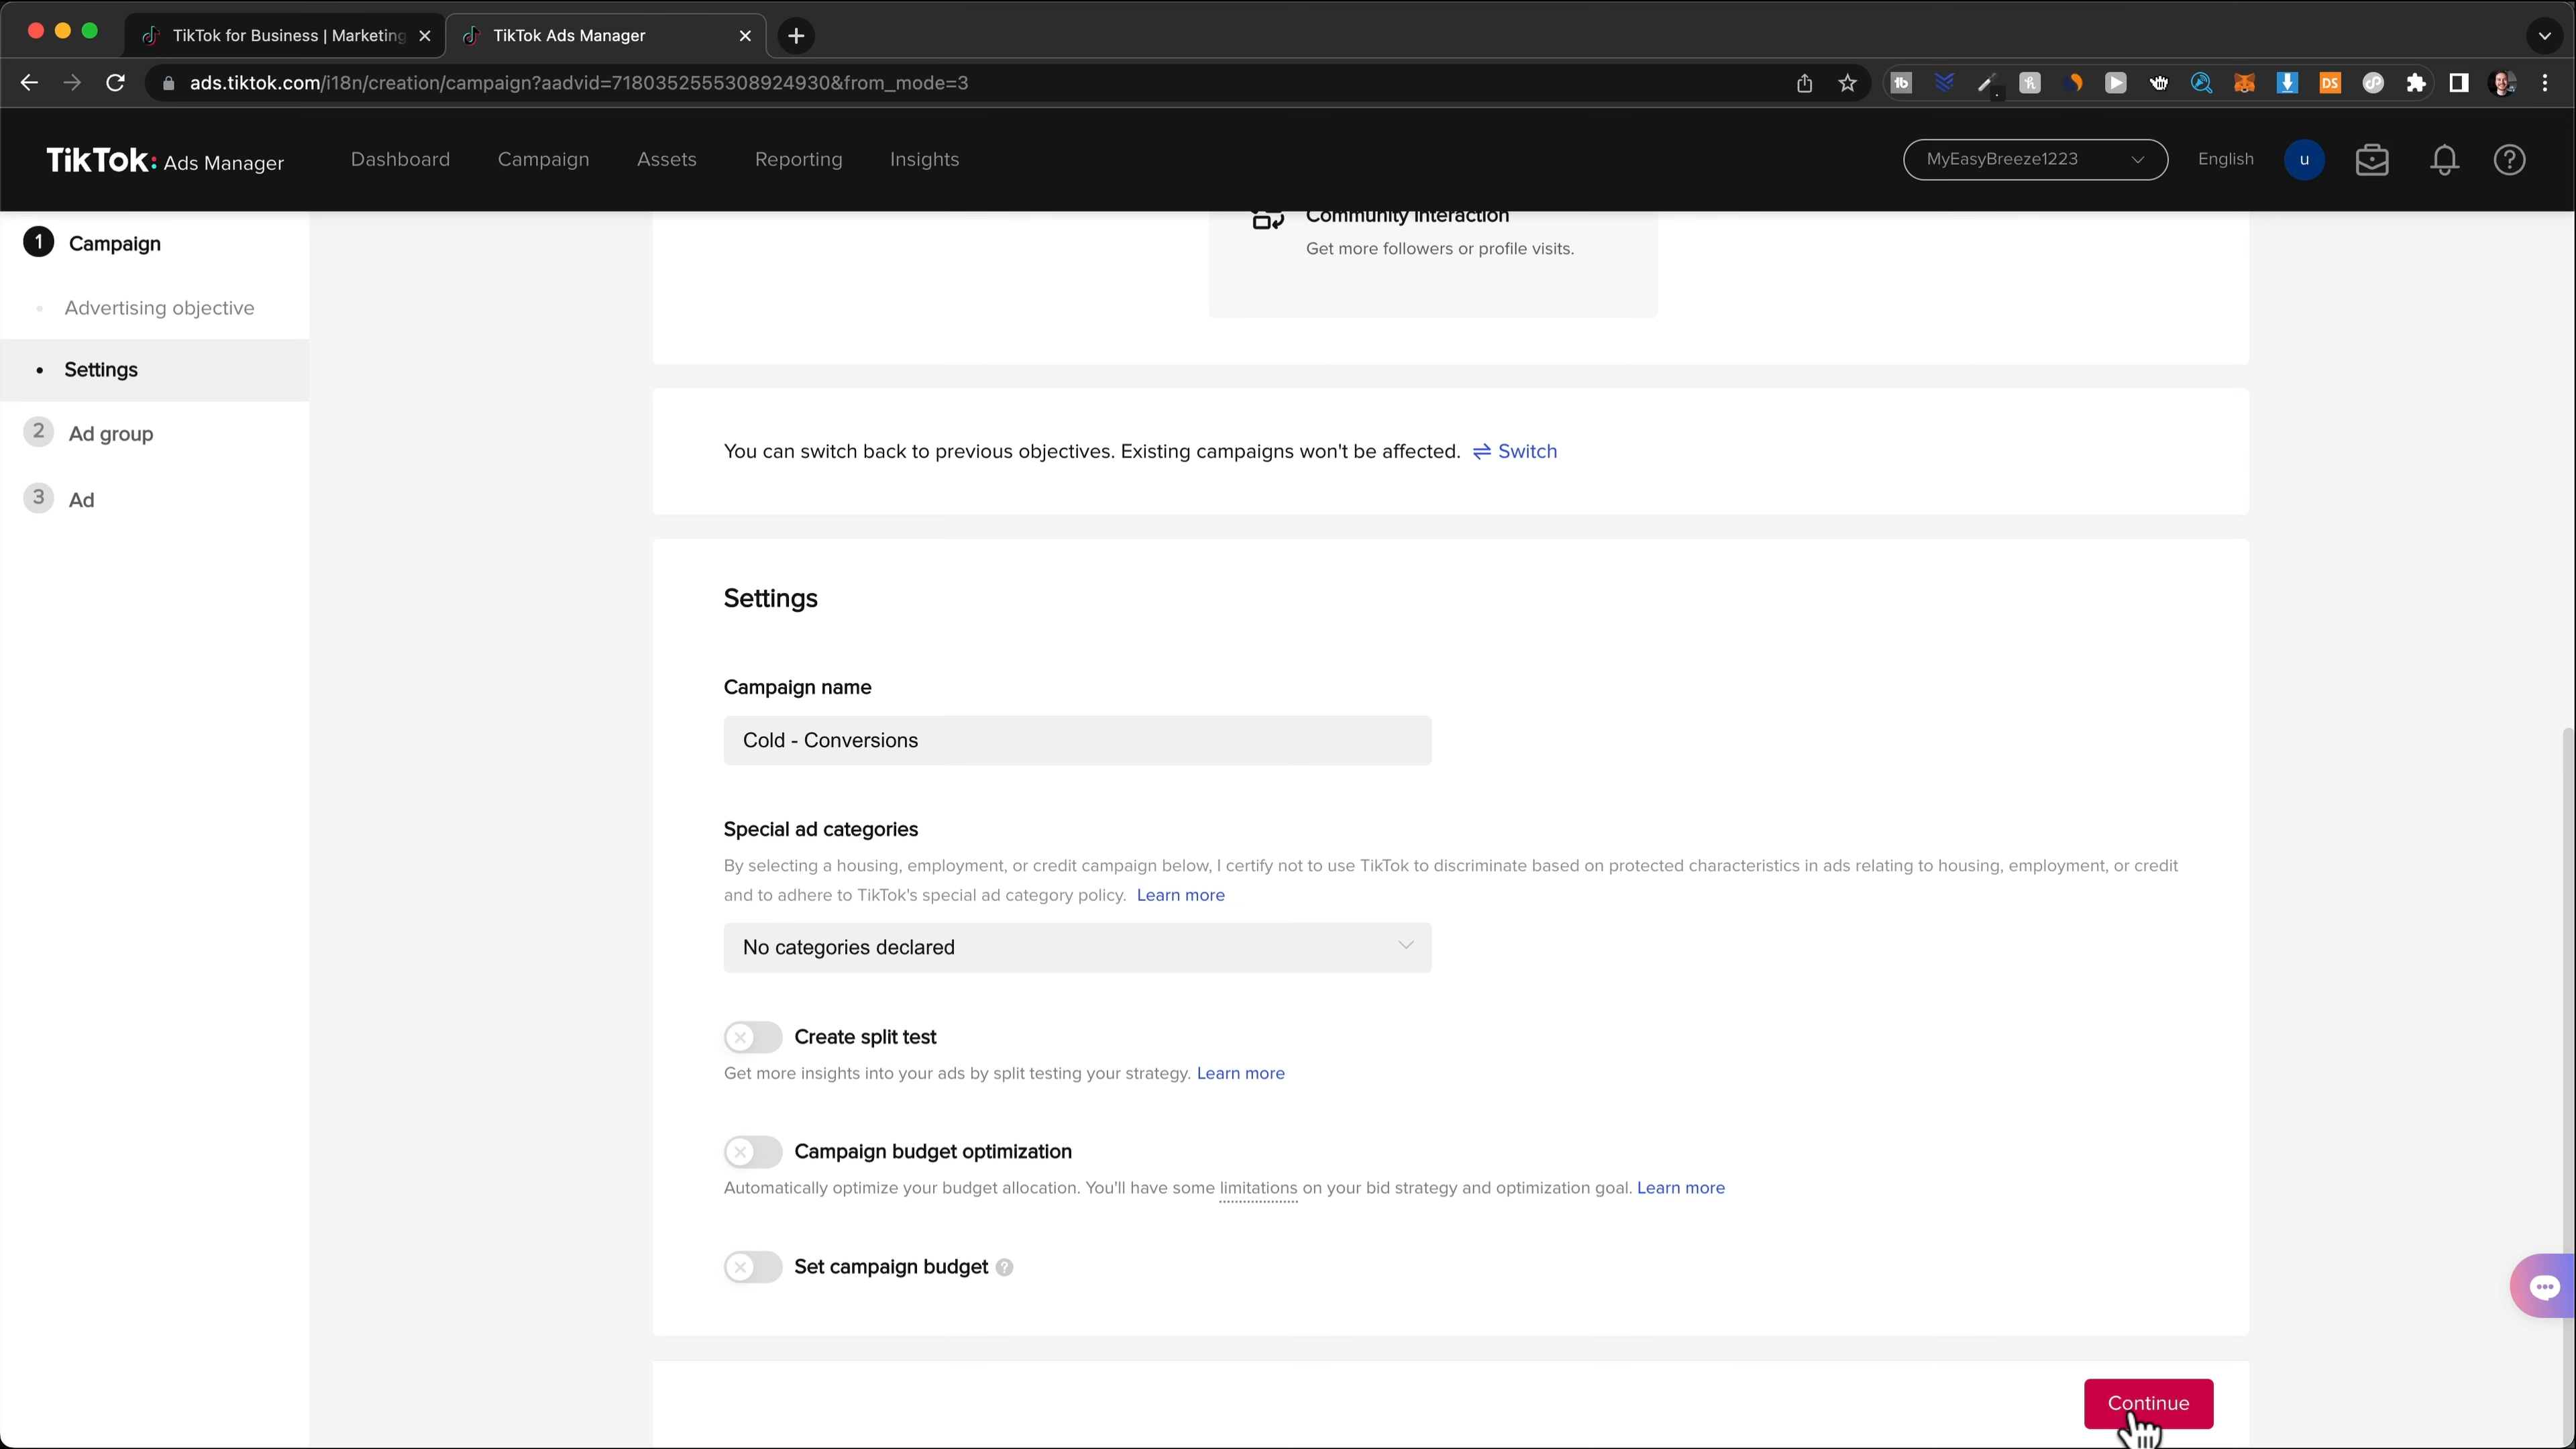 TikTok for Business | Marketing
TikTok Ads Manager
ads.tiktok.com/i18n/creation/campaign?aadvid=7180352555308924930&from_mode=3
tb
DS
TikTok: Ads Manager
Dashboard
Campaign
Assets
Reporting
Insights
MyEasyBreeze1223
English
u
1 Campaign
Advertising objective
Settings
2 Ad group
3 Ad
Community interaction
Get more followers or profile visits.
You can switch back to previous objectives. Existing campaigns won't be affected. Switch
Settings
Campaign name
Cold - Conversions
Special ad categories
By selecting a housing, employment, or credit campaign below, I certify not to use TikTok to discriminate based on protected characteristics in ads relating to housing, employment, or credit
and to adhere to TikTok's special ad category policy. Learn more
No categories declared
Create split test
Get more insights into your ads by split testing your strategy. Learn more
Campaign budget optimization
Automatically optimize your budget allocation. You'll have some limitations on your bid strategy and optimization goal. Learn more
Set campaign budget ?
Continue